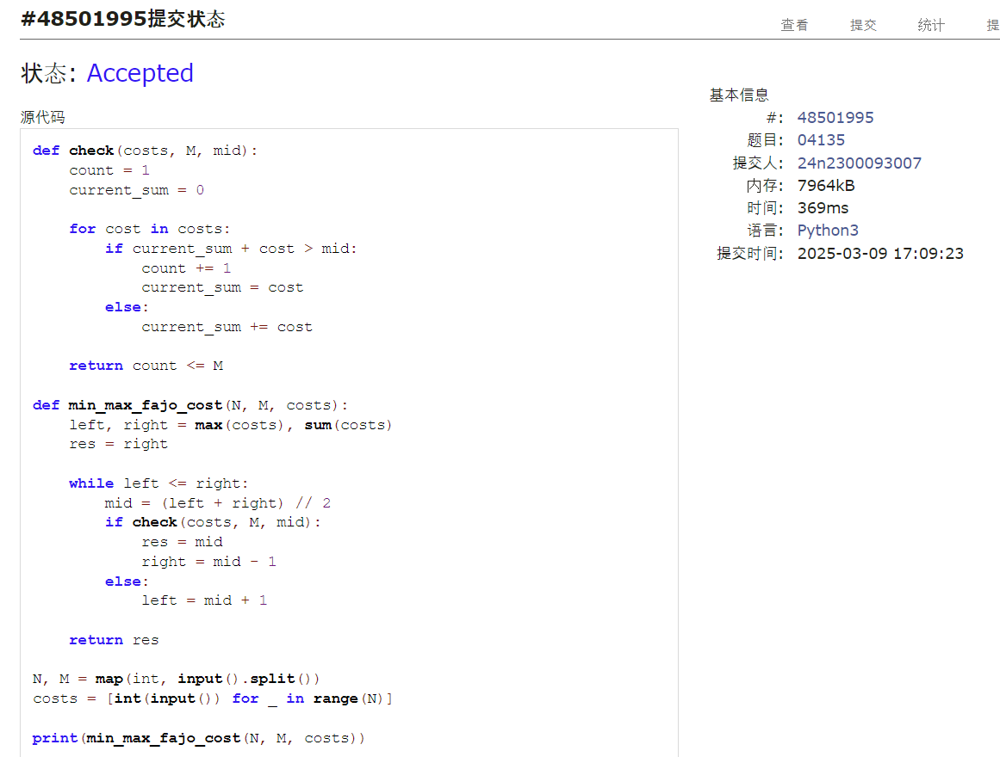 #48501995提交状态
查看 提交 统计 提
状态: Accepted
源代码
def check(costs, M, mid):
    count = 1
    current_sum = 0

    for cost in costs:
        if current_sum + cost > mid:
            count += 1
            current_sum = cost
        else:
            current_sum += cost

    return count <= M

def min_max_fajo_cost(N, M, costs):
    left, right = max(costs), sum(costs)
    res = right

    while left <= right:
        mid = (left + right) // 2
        if check(costs, M, mid):
            res = mid
            right = mid - 1
        else:
            left = mid + 1

    return res

N, M = map(int, input().split())
costs = [int(input()) for _ in range(N)]

print(min_max_fajo_cost(N, M, costs))
基本信息
#: 48501995
题目: 04135
提交人: 24n2300093007
内存: 7964kB
时间: 369ms
语言: Python3
提交时间: 2025-03-09 17:09:23